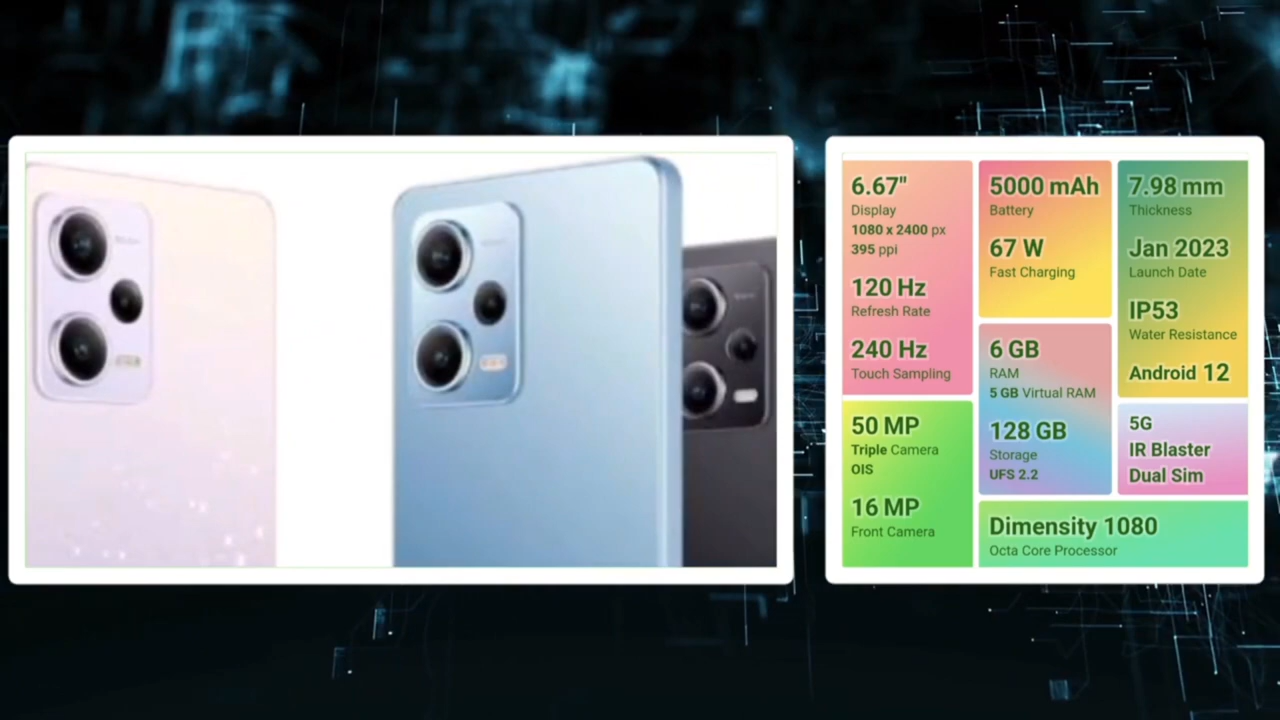 6.67"
Display
1080 x 2400 px
395 ppi
120 Hz
Refresh Rate
240 Hz
Touch Sampling
50 MP
Triple Camera
OIS
16 MP
Front Camera
5000 mAh
Battery
67 W
Fast Charging
6 GB
RAM
5 GB Virtual RAM
128 GB
Storage
UFS 2.2
7.98 mm
Thickness
Jan 2023
Launch Date
IP53
Water Resistance
Android 12
5G
IR Blaster
Dual Sim
Dimensity 1080
Octa Core Processor